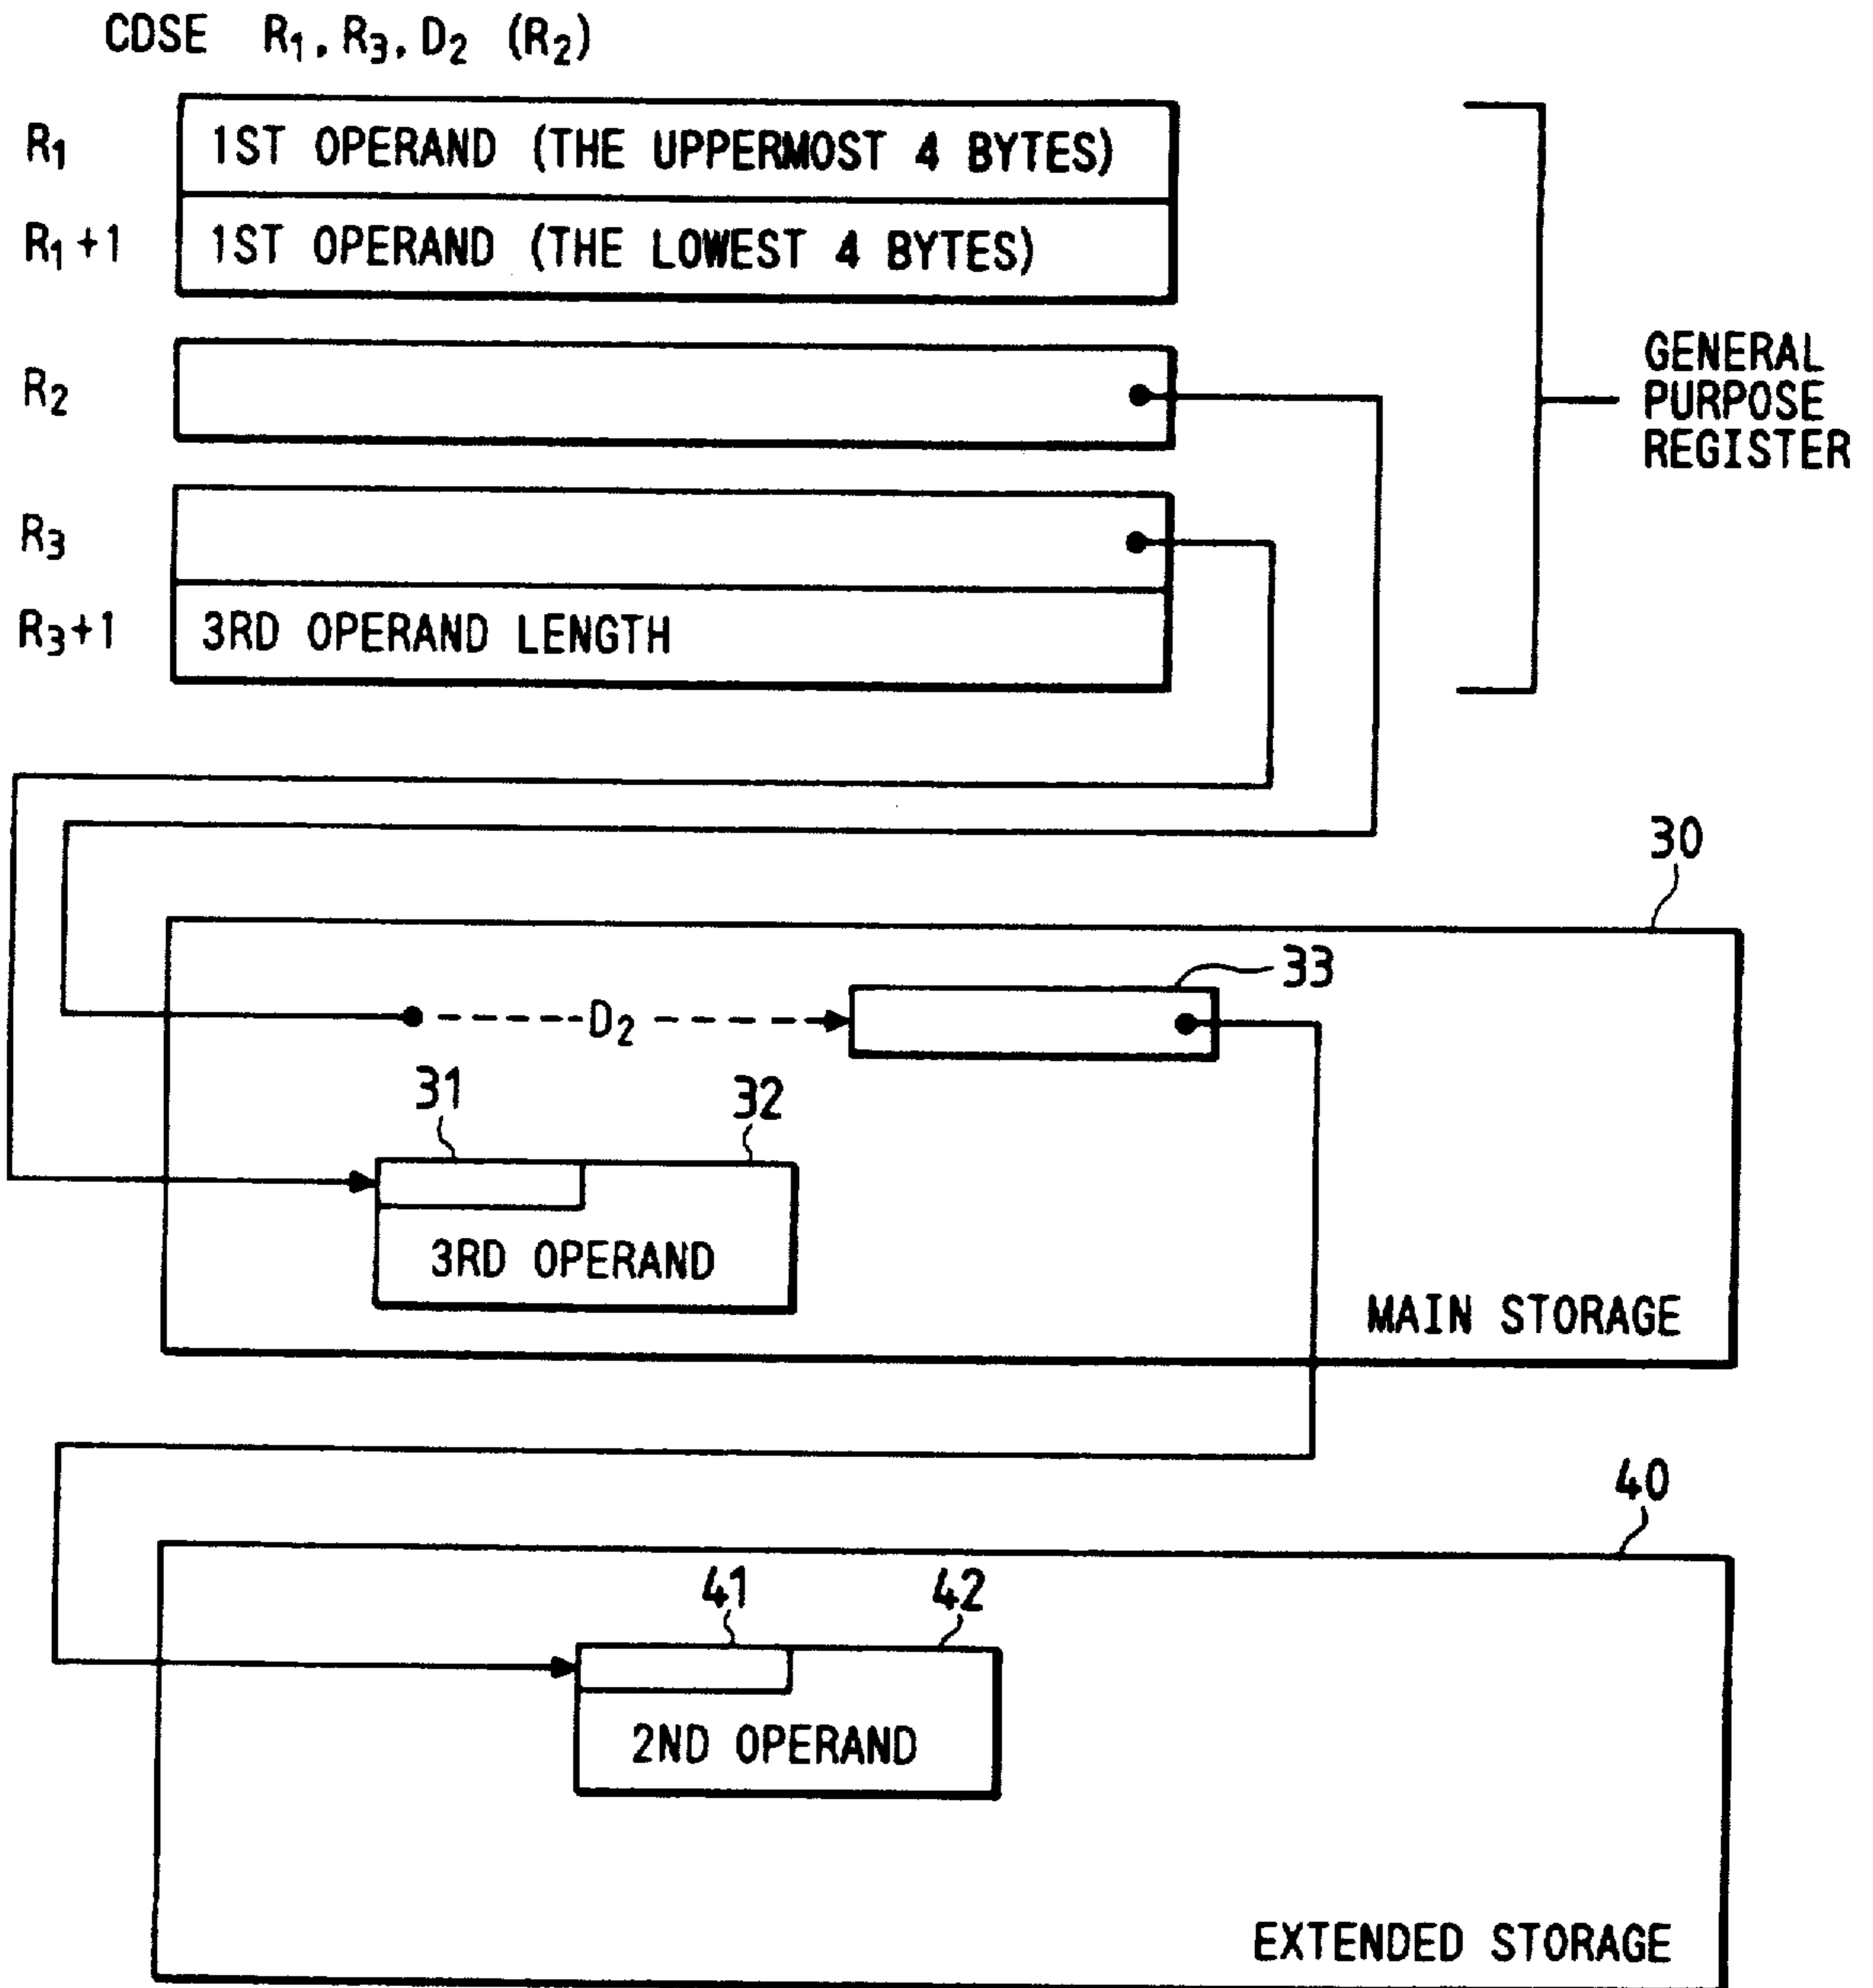 CDSE R₁, R₃, D₂ (R₂)
R₁ 1ST OPERAND (THE UPPERMOST 4 BYTES)
R₁+1 1ST OPERAND (THE LOWEST 4 BYTES)
R₂
GENERAL
PURPOSE
REGISTER
R₃
R₃+1 3RD OPERAND LENGTH
30
33
D₂
31 32
3RD OPERAND
MAIN STORAGE
40
41 42
2ND OPERAND
EXTENDED STORAGE